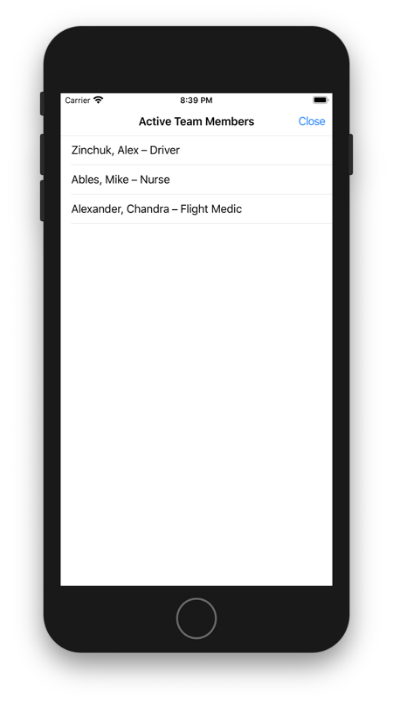 Carrier 8:39 PM
Active Team Members Close
Zinchuk, Alex – Driver
Ables, Mike – Nurse
Alexander, Chandra – Flight Medic